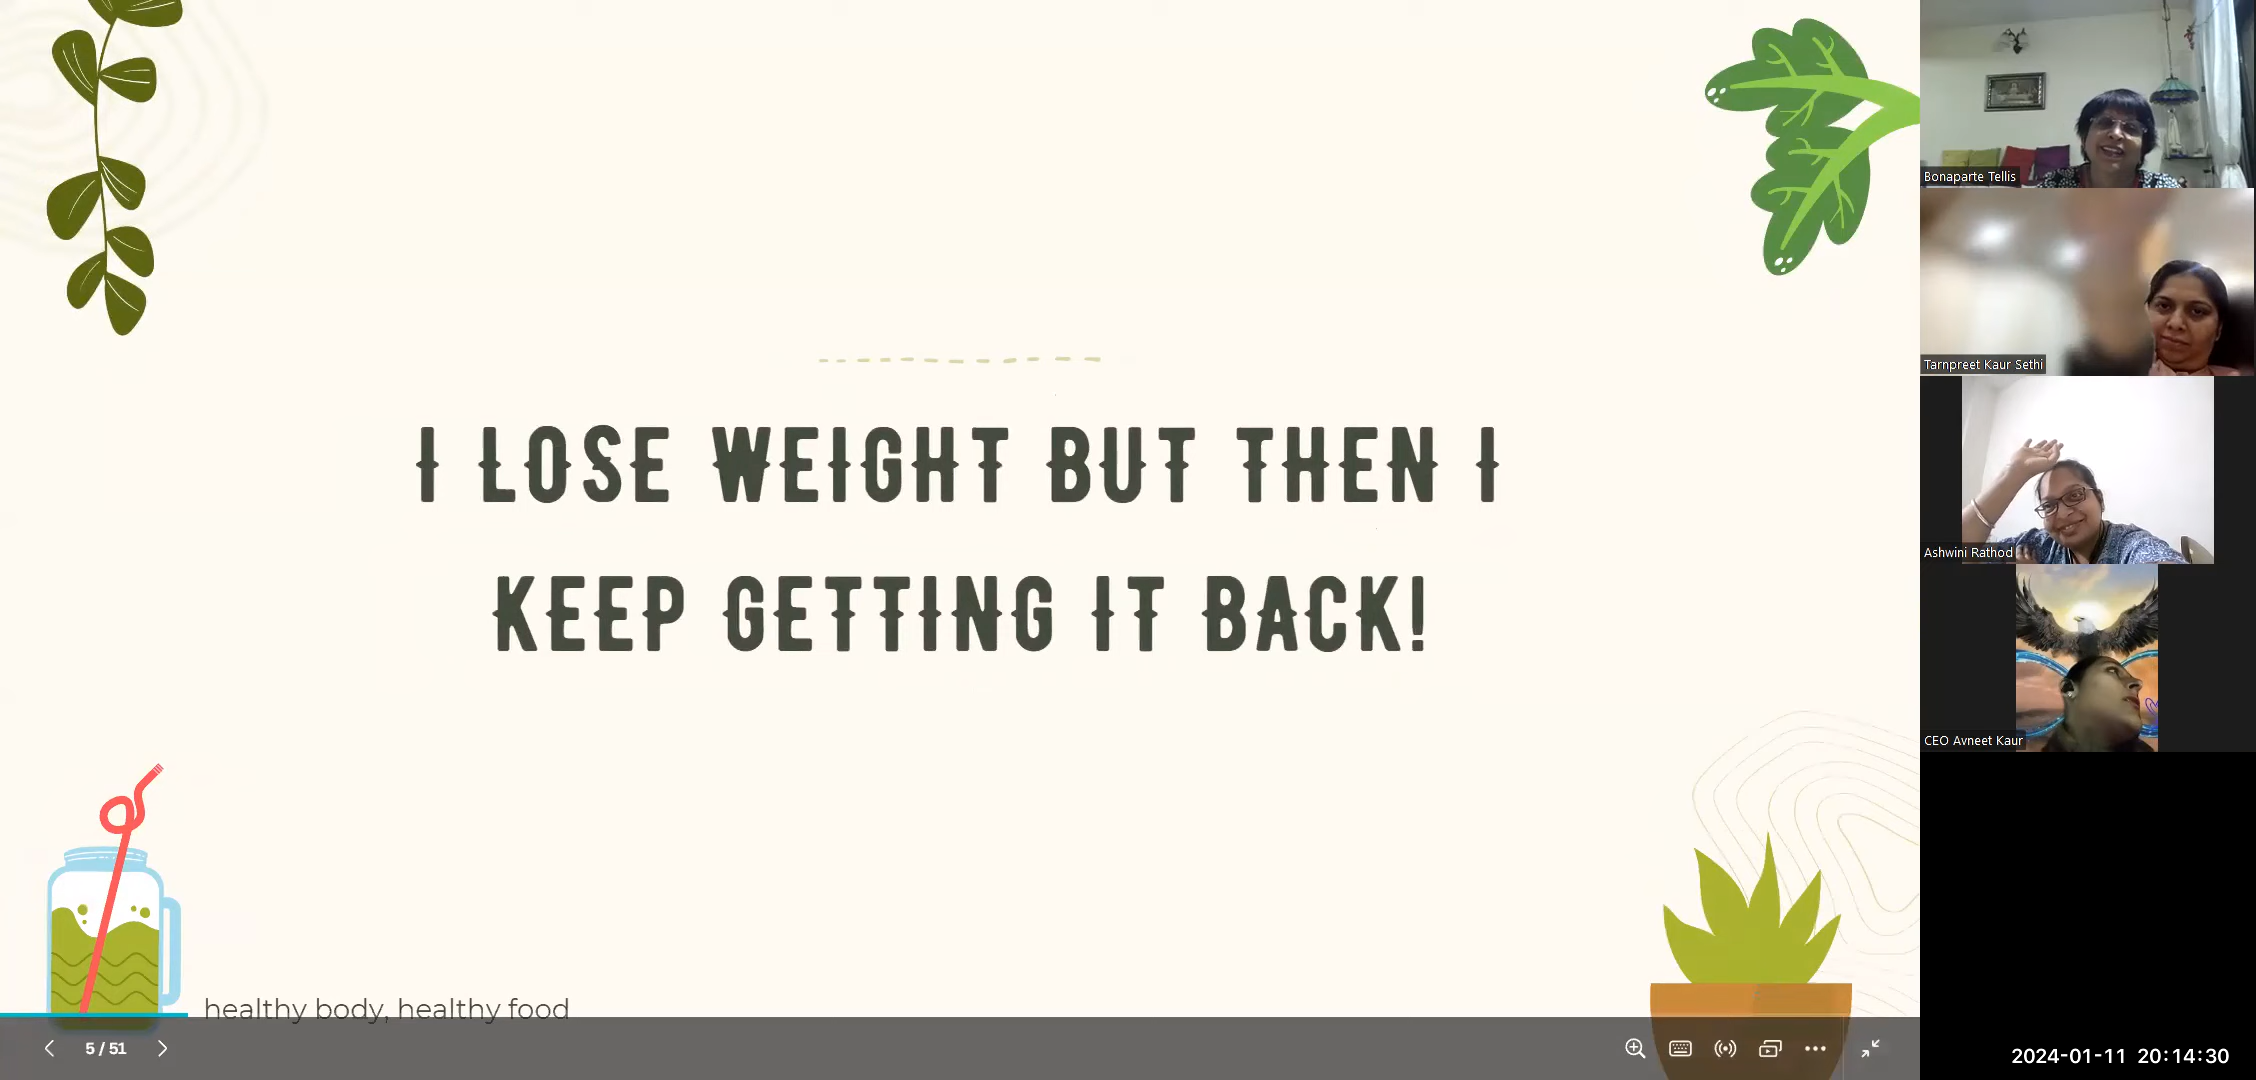 I LOSE WEIGHT BUT THEN I
KEEP GETTING IT BACK!
healthy body, healthy food
5 / 51
Bonaparte Tellis
Tarnpreet Kaur Sethi
Ashwini Rathod
CEO Avneet Kaur
2024-01-11 20:14:30